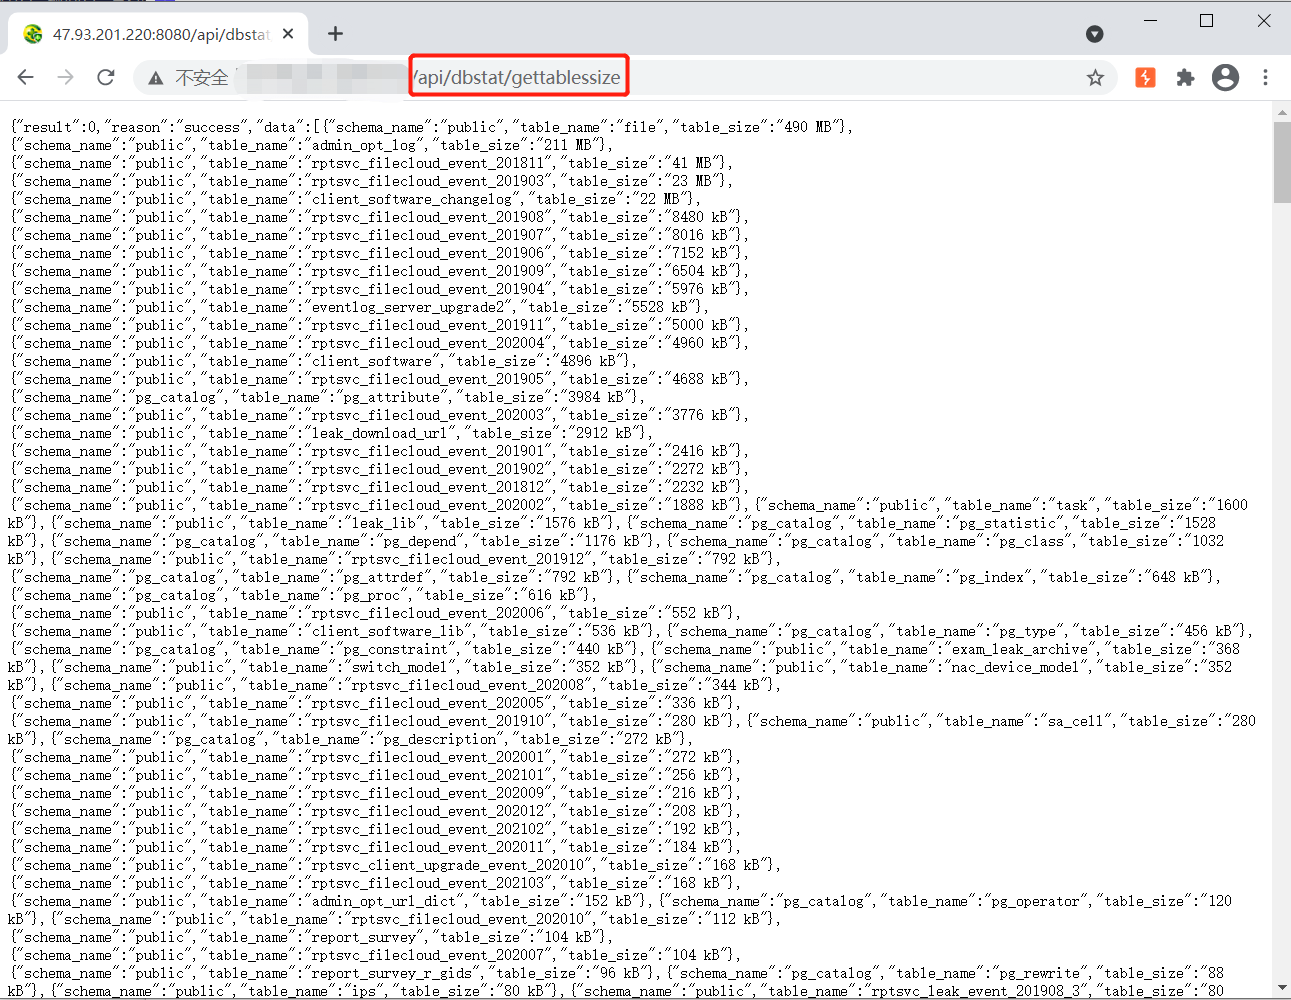 47.93.201.220:8080/api/dbstat
不安全 /api/dbstat/gettablessize
{"result":0,"reason":"success","data":[{"schema_name":"public","table_name":"file","table_size":"490 MB"},
{"schema_name":"public","table_name":"admin_opt_log","table_size":"211 MB"},
{"schema_name":"public","table_name":"rptsvc_filecloud_event_201811","table_size":"41 MB"},
{"schema_name":"public","table_name":"rptsvc_filecloud_event_201903","table_size":"23 MB"},
{"schema_name":"public","table_name":"client_software_changelog","table_size":"22 MB"},
{"schema_name":"public","table_name":"rptsvc_filecloud_event_201908","table_size":"8480 kB"},
{"schema_name":"public","table_name":"rptsvc_filecloud_event_201907","table_size":"8016 kB"},
{"schema_name":"public","table_name":"rptsvc_filecloud_event_201906","table_size":"7152 kB"},
{"schema_name":"public","table_name":"rptsvc_filecloud_event_201909","table_size":"6504 kB"},
{"schema_name":"public","table_name":"rptsvc_filecloud_event_201904","table_size":"5976 kB"},
{"schema_name":"public","table_name":"eventlog_server_upgrade2","table_size":"5528 kB"},
{"schema_name":"public","table_name":"rptsvc_filecloud_event_201911","table_size":"5000 kB"},
{"schema_name":"public","table_name":"rptsvc_filecloud_event_202004","table_size":"4960 kB"},
{"schema_name":"public","table_name":"client_software","table_size":"4896 kB"},
{"schema_name":"public","table_name":"rptsvc_filecloud_event_201905","table_size":"4688 kB"},
{"schema_name":"pg_catalog","table_name":"pg_attribute","table_size":"3984 kB"},
{"schema_name":"public","table_name":"rptsvc_filecloud_event_202003","table_size":"3776 kB"},
{"schema_name":"public","table_name":"leak_download_url","table_size":"2912 kB"},
{"schema_name":"public","table_name":"rptsvc_filecloud_event_201901","table_size":"2416 kB"},
{"schema_name":"public","table_name":"rptsvc_filecloud_event_201902","table_size":"2272 kB"},
{"schema_name":"public","table_name":"rptsvc_filecloud_event_201812","table_size":"2232 kB"},
{"schema_name":"public","table_name":"rptsvc_filecloud_event_202002","table_size":"1888 kB"},{"schema_name":"public","table_name":"task","table_size":"1600
kB"},{"schema_name":"public","table_name":"leak_lib","table_size":"1576 kB"},{"schema_name":"pg_catalog","table_name":"pg_statistic","table_size":"1528
kB"},{"schema_name":"pg_catalog","table_name":"pg_depend","table_size":"1176 kB"},{"schema_name":"pg_catalog","table_name":"pg_class","table_size":"1032
kB"},{"schema_name":"public","table_name":"rptsvc_filecloud_event_201912","table_size":"792 kB"},
{"schema_name":"pg_catalog","table_name":"pg_attrdef","table_size":"792 kB"},{"schema_name":"pg_catalog","table_name":"pg_index","table_size":"648 kB"},
{"schema_name":"pg_catalog","table_name":"pg_proc","table_size":"616 kB"},
{"schema_name":"public","table_name":"rptsvc_filecloud_event_202006","table_size":"552 kB"},
{"schema_name":"public","table_name":"client_software_lib","table_size":"536 kB"},{"schema_name":"pg_catalog","table_name":"pg_type","table_size":"456 kB"},
{"schema_name":"pg_catalog","table_name":"pg_constraint","table_size":"440 kB"},{"schema_name":"public","table_name":"exam_leak_archive","table_size":"368
kB"},{"schema_name":"public","table_name":"switch_model","table_size":"352 kB"},{"schema_name":"public","table_name":"nac_device_model","table_size":"352
kB"},{"schema_name":"public","table_name":"rptsvc_filecloud_event_202008","table_size":"344 kB"},
{"schema_name":"public","table_name":"rptsvc_filecloud_event_202005","table_size":"336 kB"},
{"schema_name":"public","table_name":"rptsvc_filecloud_event_201910","table_size":"280 kB"},{"schema_name":"public","table_name":"sa_cell","table_size":"280
kB"},{"schema_name":"pg_catalog","table_name":"pg_description","table_size":"272 kB"},
{"schema_name":"public","table_name":"rptsvc_filecloud_event_202001","table_size":"272 kB"},
{"schema_name":"public","table_name":"rptsvc_filecloud_event_202101","table_size":"256 kB"},
{"schema_name":"public","table_name":"rptsvc_filecloud_event_202009","table_size":"216 kB"},
{"schema_name":"public","table_name":"rptsvc_filecloud_event_202012","table_size":"208 kB"},
{"schema_name":"public","table_name":"rptsvc_filecloud_event_202102","table_size":"192 kB"},
{"schema_name":"public","table_name":"rptsvc_filecloud_event_202011","table_size":"184 kB"},
{"schema_name":"public","table_name":"rptsvc_client_upgrade_event_202010","table_size":"168 kB"},
{"schema_name":"public","table_name":"rptsvc_filecloud_event_202103","table_size":"168 kB"},
{"schema_name":"public","table_name":"admin_opt_url_dict","table_size":"152 kB"},{"schema_name":"pg_catalog","table_name":"pg_operator","table_size":"120
kB"},{"schema_name":"public","table_name":"rptsvc_filecloud_event_202010","table_size":"112 kB"},
{"schema_name":"public","table_name":"report_survey","table_size":"104 kB"},
{"schema_name":"public","table_name":"rptsvc_filecloud_event_202007","table_size":"104 kB"},
{"schema_name":"public","table_name":"report_survey_r_gids","table_size":"96 kB"},{"schema_name":"pg_catalog","table_name":"pg_rewrite","table_size":"88
kB"},{"schema_name":"public","table_name":"ips","table_size":"80 kB"},{"schema_name":"public","table_name":"rptsvc_leak_event_201908_3","table_size":"80